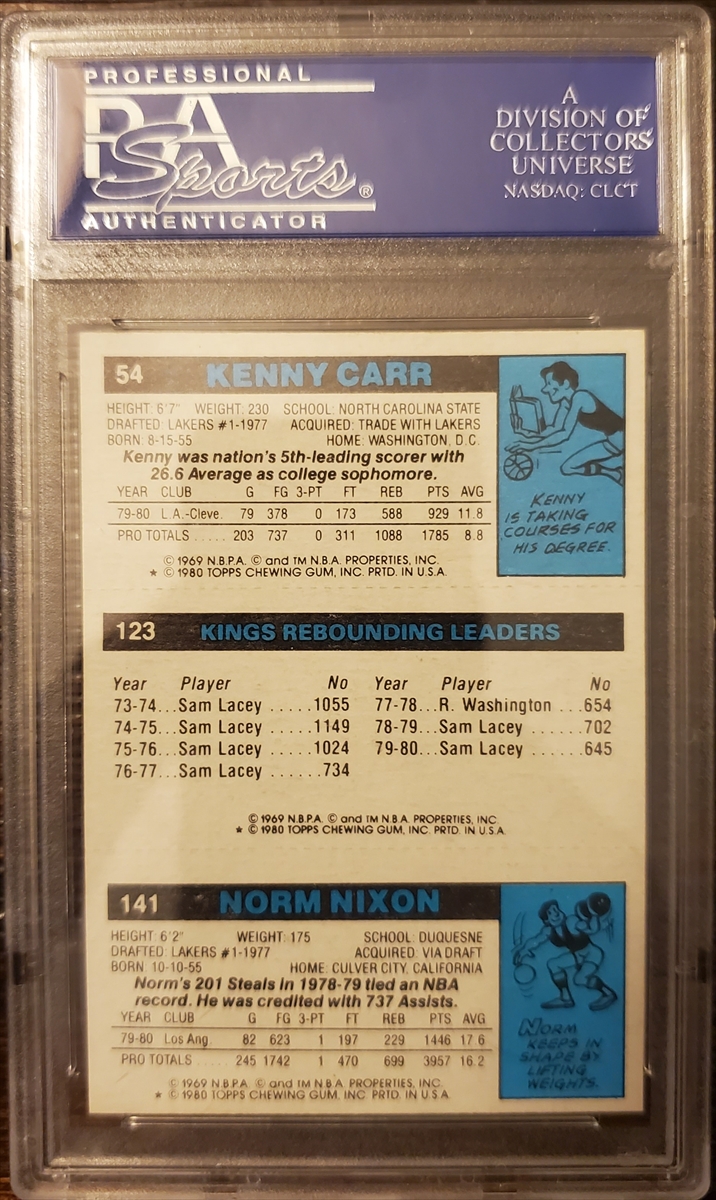 PROFESSIONAL
PSA
Sports®
AUTHENTICATOR
A
DIVISION OF
COLLECTORS
UNIVERSE
NASDAQ: CLCT
54 KENNY CARR
HEIGHT: 6'7" WEIGHT: 230 SCHOOL: NORTH CAROLINA STATE
DRAFTED: LAKERS #1-1977 ACQUIRED: TRADE WITH LAKERS
BORN: 8-15-55 HOME: WASHINGTON, D.C.
Kenny was nation's 5th-leading scorer with
26.6 Average as college sophomore.
YEAR CLUB G FG 3-PT FT REB PTS AVG
79-80 L.A.-Cleve. 79 378 0 173 588 929 11.8
PRO TOTALS ..... 203 737 0 311 1088 1785 8.8
© 1969 N.B.P.A. © and TM N.B.A. PROPERTIES, INC.
★ © 1980 TOPPS CHEWING GUM, INC. PRTD. IN U.S.A.
KENNY
IS TAKING
COURSES FOR
HIS DEGREE.
123 KINGS REBOUNDING LEADERS
Year Player No Year Player No
73-74...Sam Lacey .....1055 77-78...R. Washington ...654
74-75...Sam Lacey .....1149 78-79...Sam Lacey ......702
75-76...Sam Lacey .....1024 79-80...Sam Lacey ......645
76-77...Sam Lacey ......734
© 1969 N.B.P.A. © and TM N.B.A. PROPERTIES, INC.
★ © 1980 TOPPS CHEWING GUM, INC. PRTD. IN U.S.A.
141 NORM NIXON
HEIGHT: 6'2" WEIGHT: 175 SCHOOL: DUQUESNE
DRAFTED: LAKERS #1-1977 ACQUIRED: VIA DRAFT
BORN: 10-10-55 HOME: CULVER CITY, CALIFORNIA
Norm's 201 Steals in 1978-79 tied an NBA
record. He was credited with 737 Assists.
YEAR CLUB G FG 3-PT FT REB PTS AVG
79-80 Los Ang. 82 623 1 197 229 1446 17.6
PRO TOTALS ..... 245 1742 1 470 699 3957 16.2
© 1969 N.B.P.A. © and TM N.B.A. PROPERTIES, INC.
★ © 1980 TOPPS CHEWING GUM, INC. PRTD. IN U.S.A.
NORM
KEEPS IN
SHAPE BY
LIFTING
WEIGHTS.